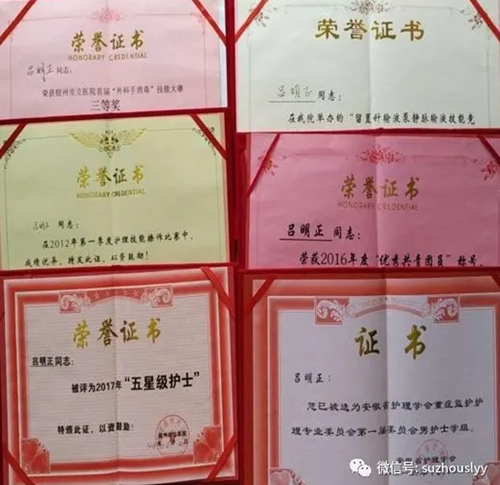 荣誉证书
HONORARY CREDENTIAL
吕明正同志:
荣获宿州市立医院首届“外科手消毒”技能大赛
三等奖
荣誉证书
吕明正 同志:
在我院举办的“留置针输液泵静脉输液技能竞
荣誉证书
HONORARY CREDENTIAL
同志:
在2012年第一季度护理技能操作比赛中,
成绩优异,特发此证,以资鼓励!
荣誉证书
HONORARY CREDENTIAL
吕明正同志:
荣获2016年度“优秀共青团员”称号,
荣誉证书
吕明正同志:
被评为2017年“五星级护士”
特颁此证,以资鼓励!
证书
吕明正:
您已被选为安徽省护理学会重症监护护
理专业委员会第一届委员会男护士学组
安徽省护理学会
微信号: suzhouslyy